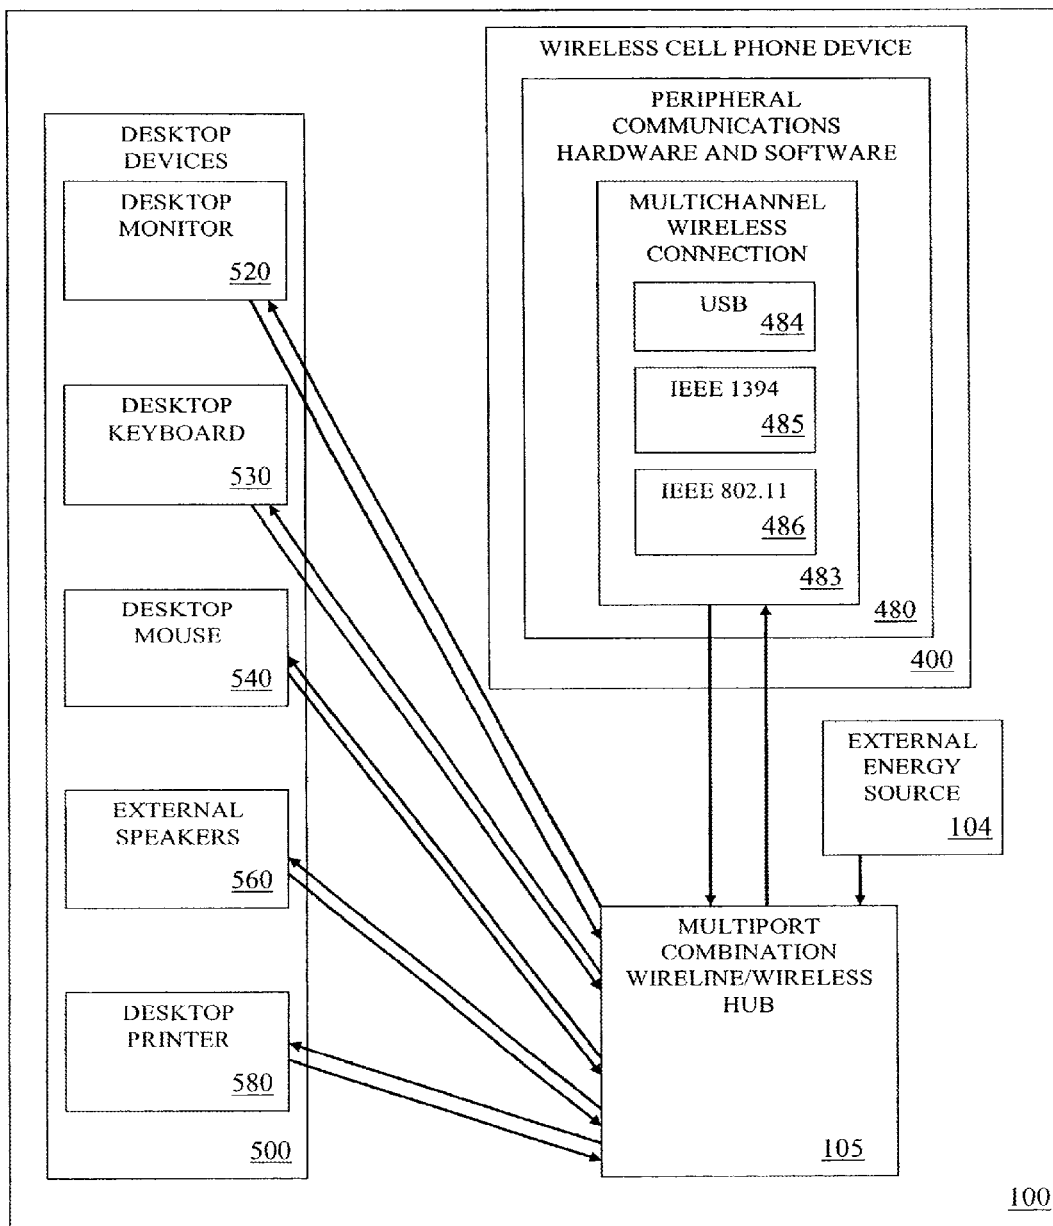 WIRELESS CELL PHONE DEVICE
PERIPHERAL
COMMUNICATIONS
HARDWARE AND SOFTWARE
MULTICHANNEL
WIRELESS
CONNECTION
USB
484
IEEE 1394
485
IEEE 802.11
486
483
480
400
DESKTOP
DEVICES
DESKTOP
MONITOR
520
DESKTOP
KEYBOARD
530
DESKTOP
MOUSE
540
EXTERNAL
SPEAKERS
560
DESKTOP
PRINTER
580
500
EXTERNAL
ENERGY
SOURCE
104
MULTIPORT
COMBINATION
WIRELINE/WIRELESS
HUB
105
100